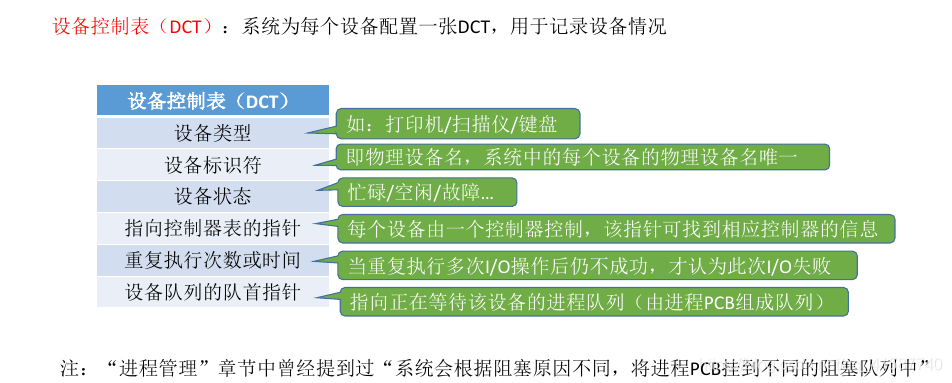 设备控制表（DCT）：系统为每个设备配置一张DCT，用于记录设备情况
设备控制表（DCT）
设备类型
如：打印机/扫描仪/键盘
设备标识符
即物理设备名，系统中的每个设备的物理设备名唯一
设备状态
忙碌/空闲/故障…
指向控制器表的指针
每个设备由一个控制器控制，该指针可找到相应控制器的信息
重复执行次数或时间
当重复执行多次I/O操作后仍不成功，才认为此次I/O失败
设备队列的队首指针
指向正在等待该设备的进程队列（由进程PCB组成队列）
注：“进程管理”章节中曾经提到过“系统会根据阻塞原因不同，将进程PCB挂到不同的阻塞队列中”